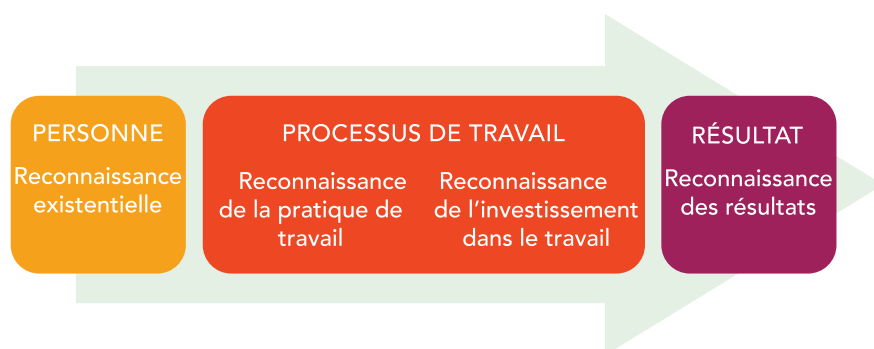 PERSONNE
Reconnaissance
existentielle
PROCESSUS DE TRAVAIL
Reconnaissance
de la pratique de
travail
Reconnaissance
de l’investissement
dans le travail
RÉSULTAT
Reconnaissance
des résultats